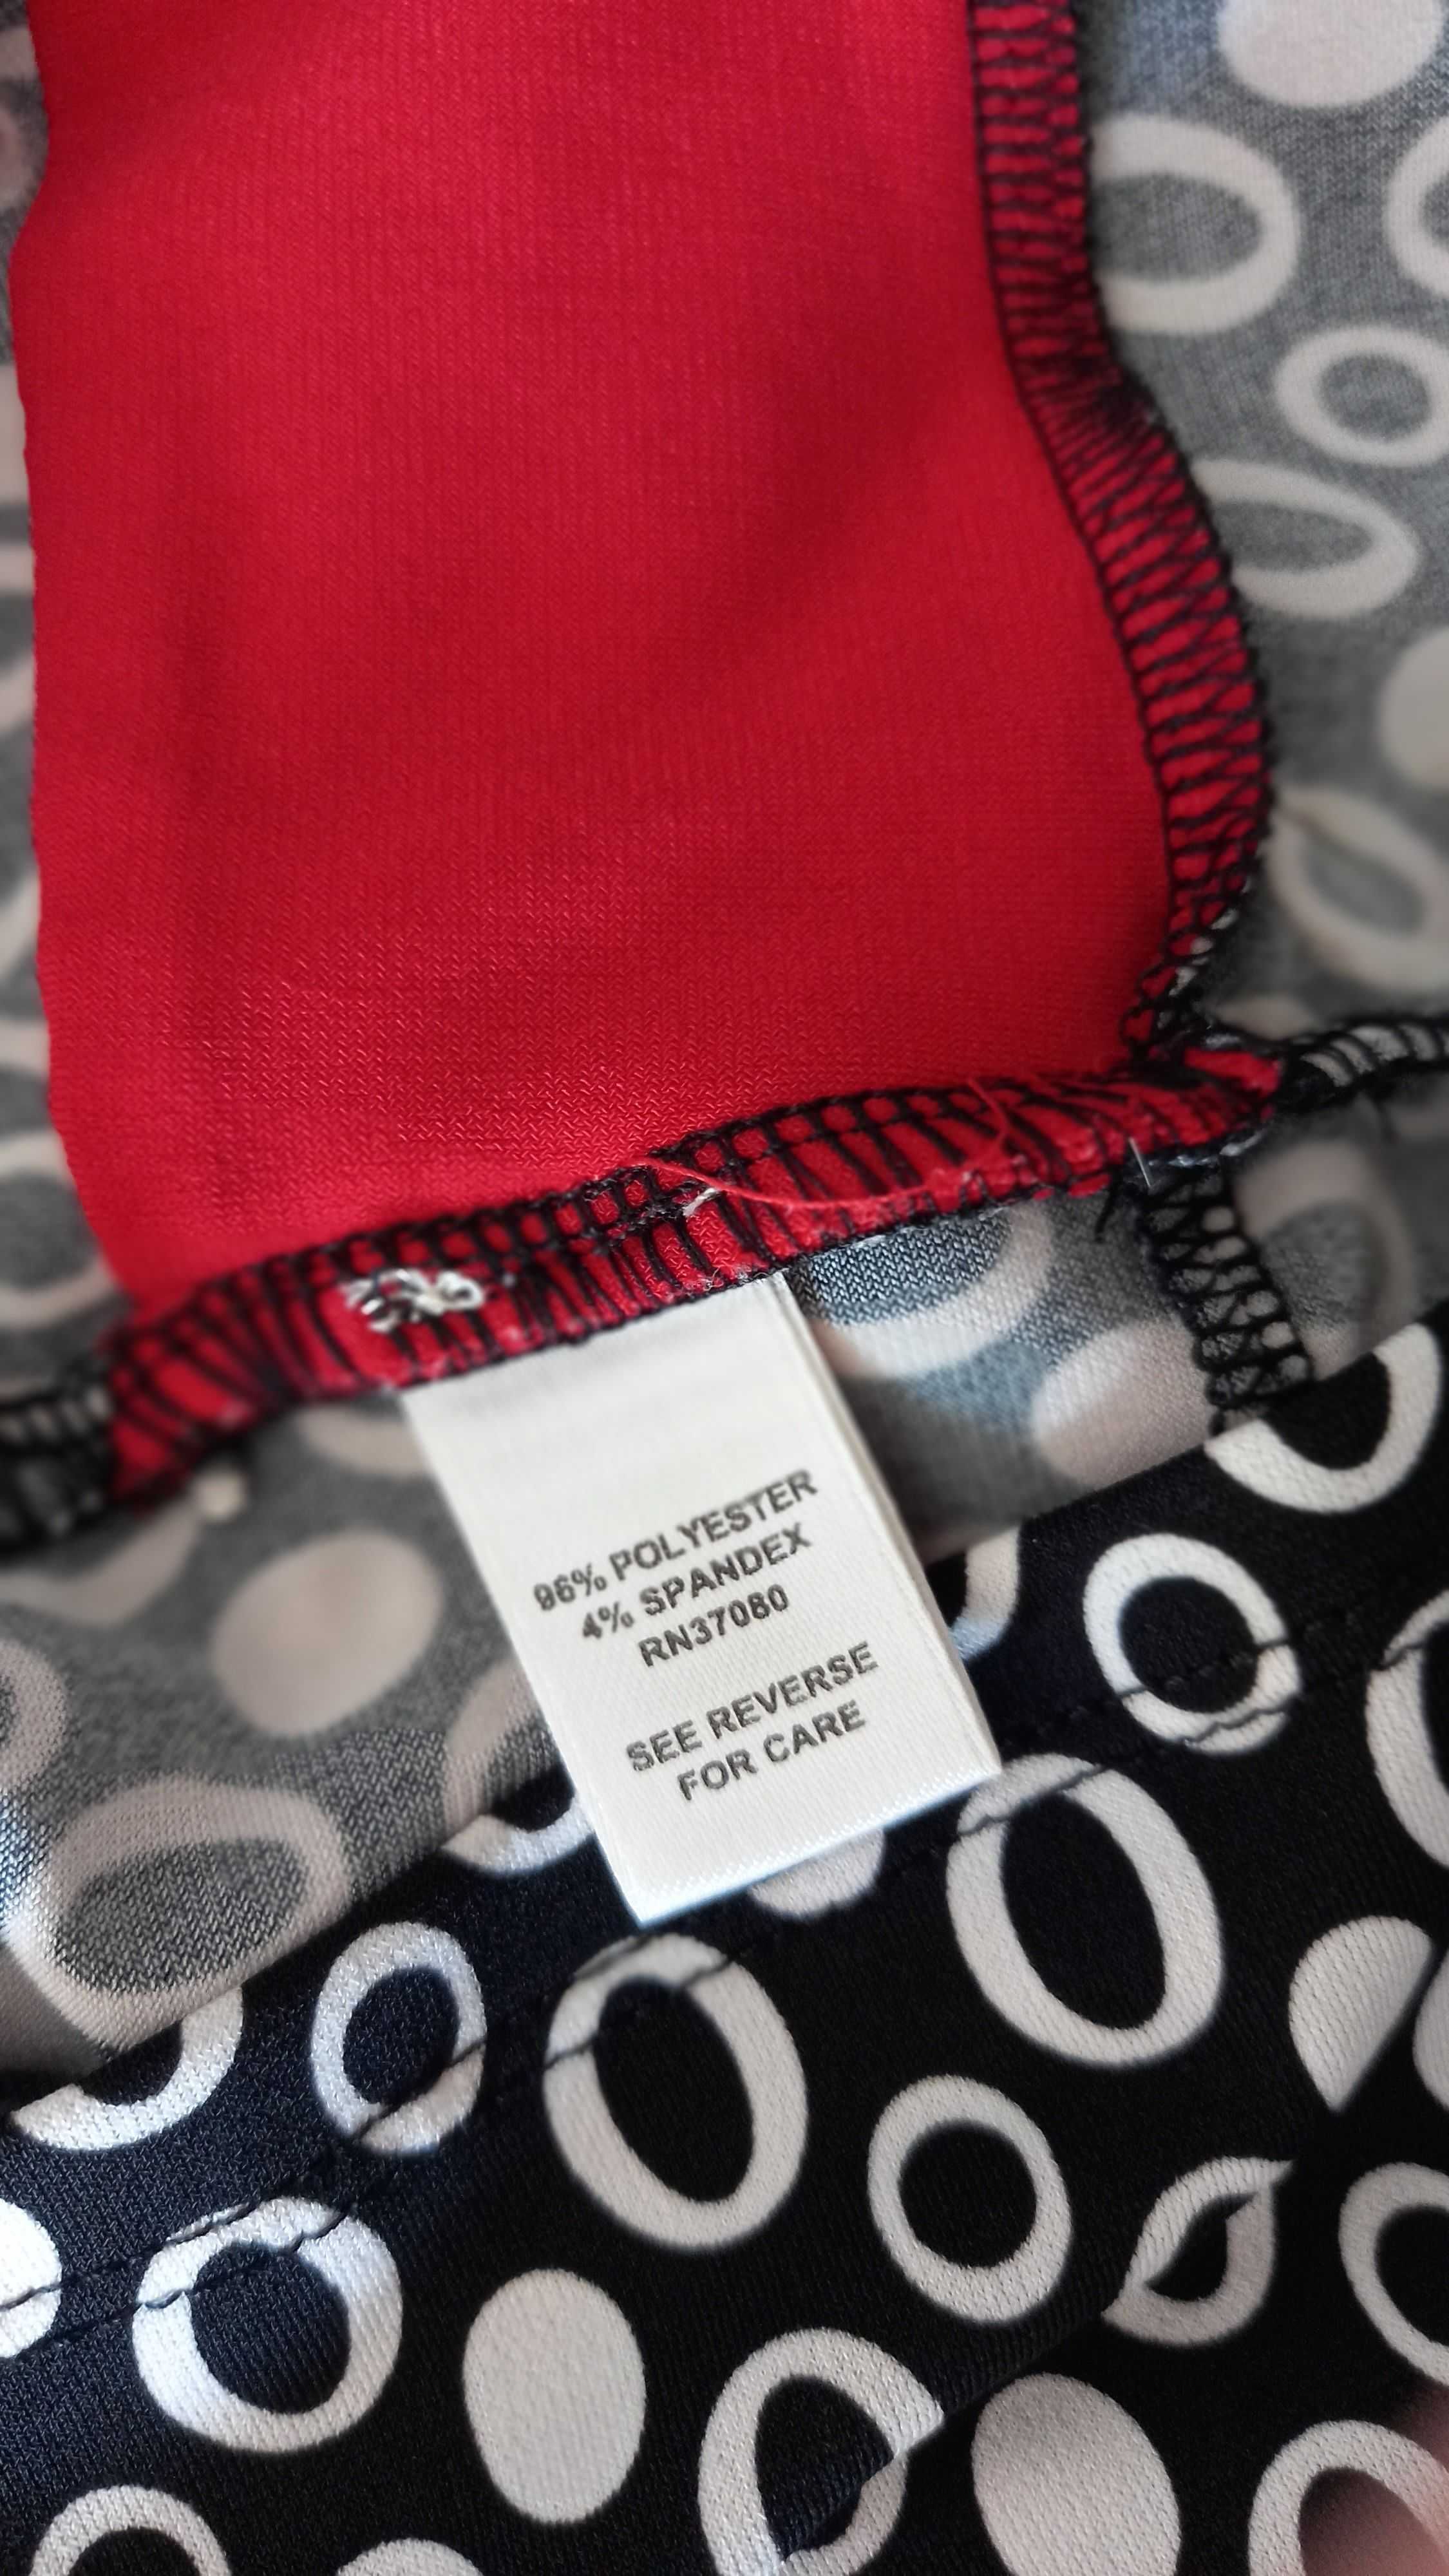 96% POLYESTER
4% SPANDEX
RN37080
SEE REVERSE
FOR CARE